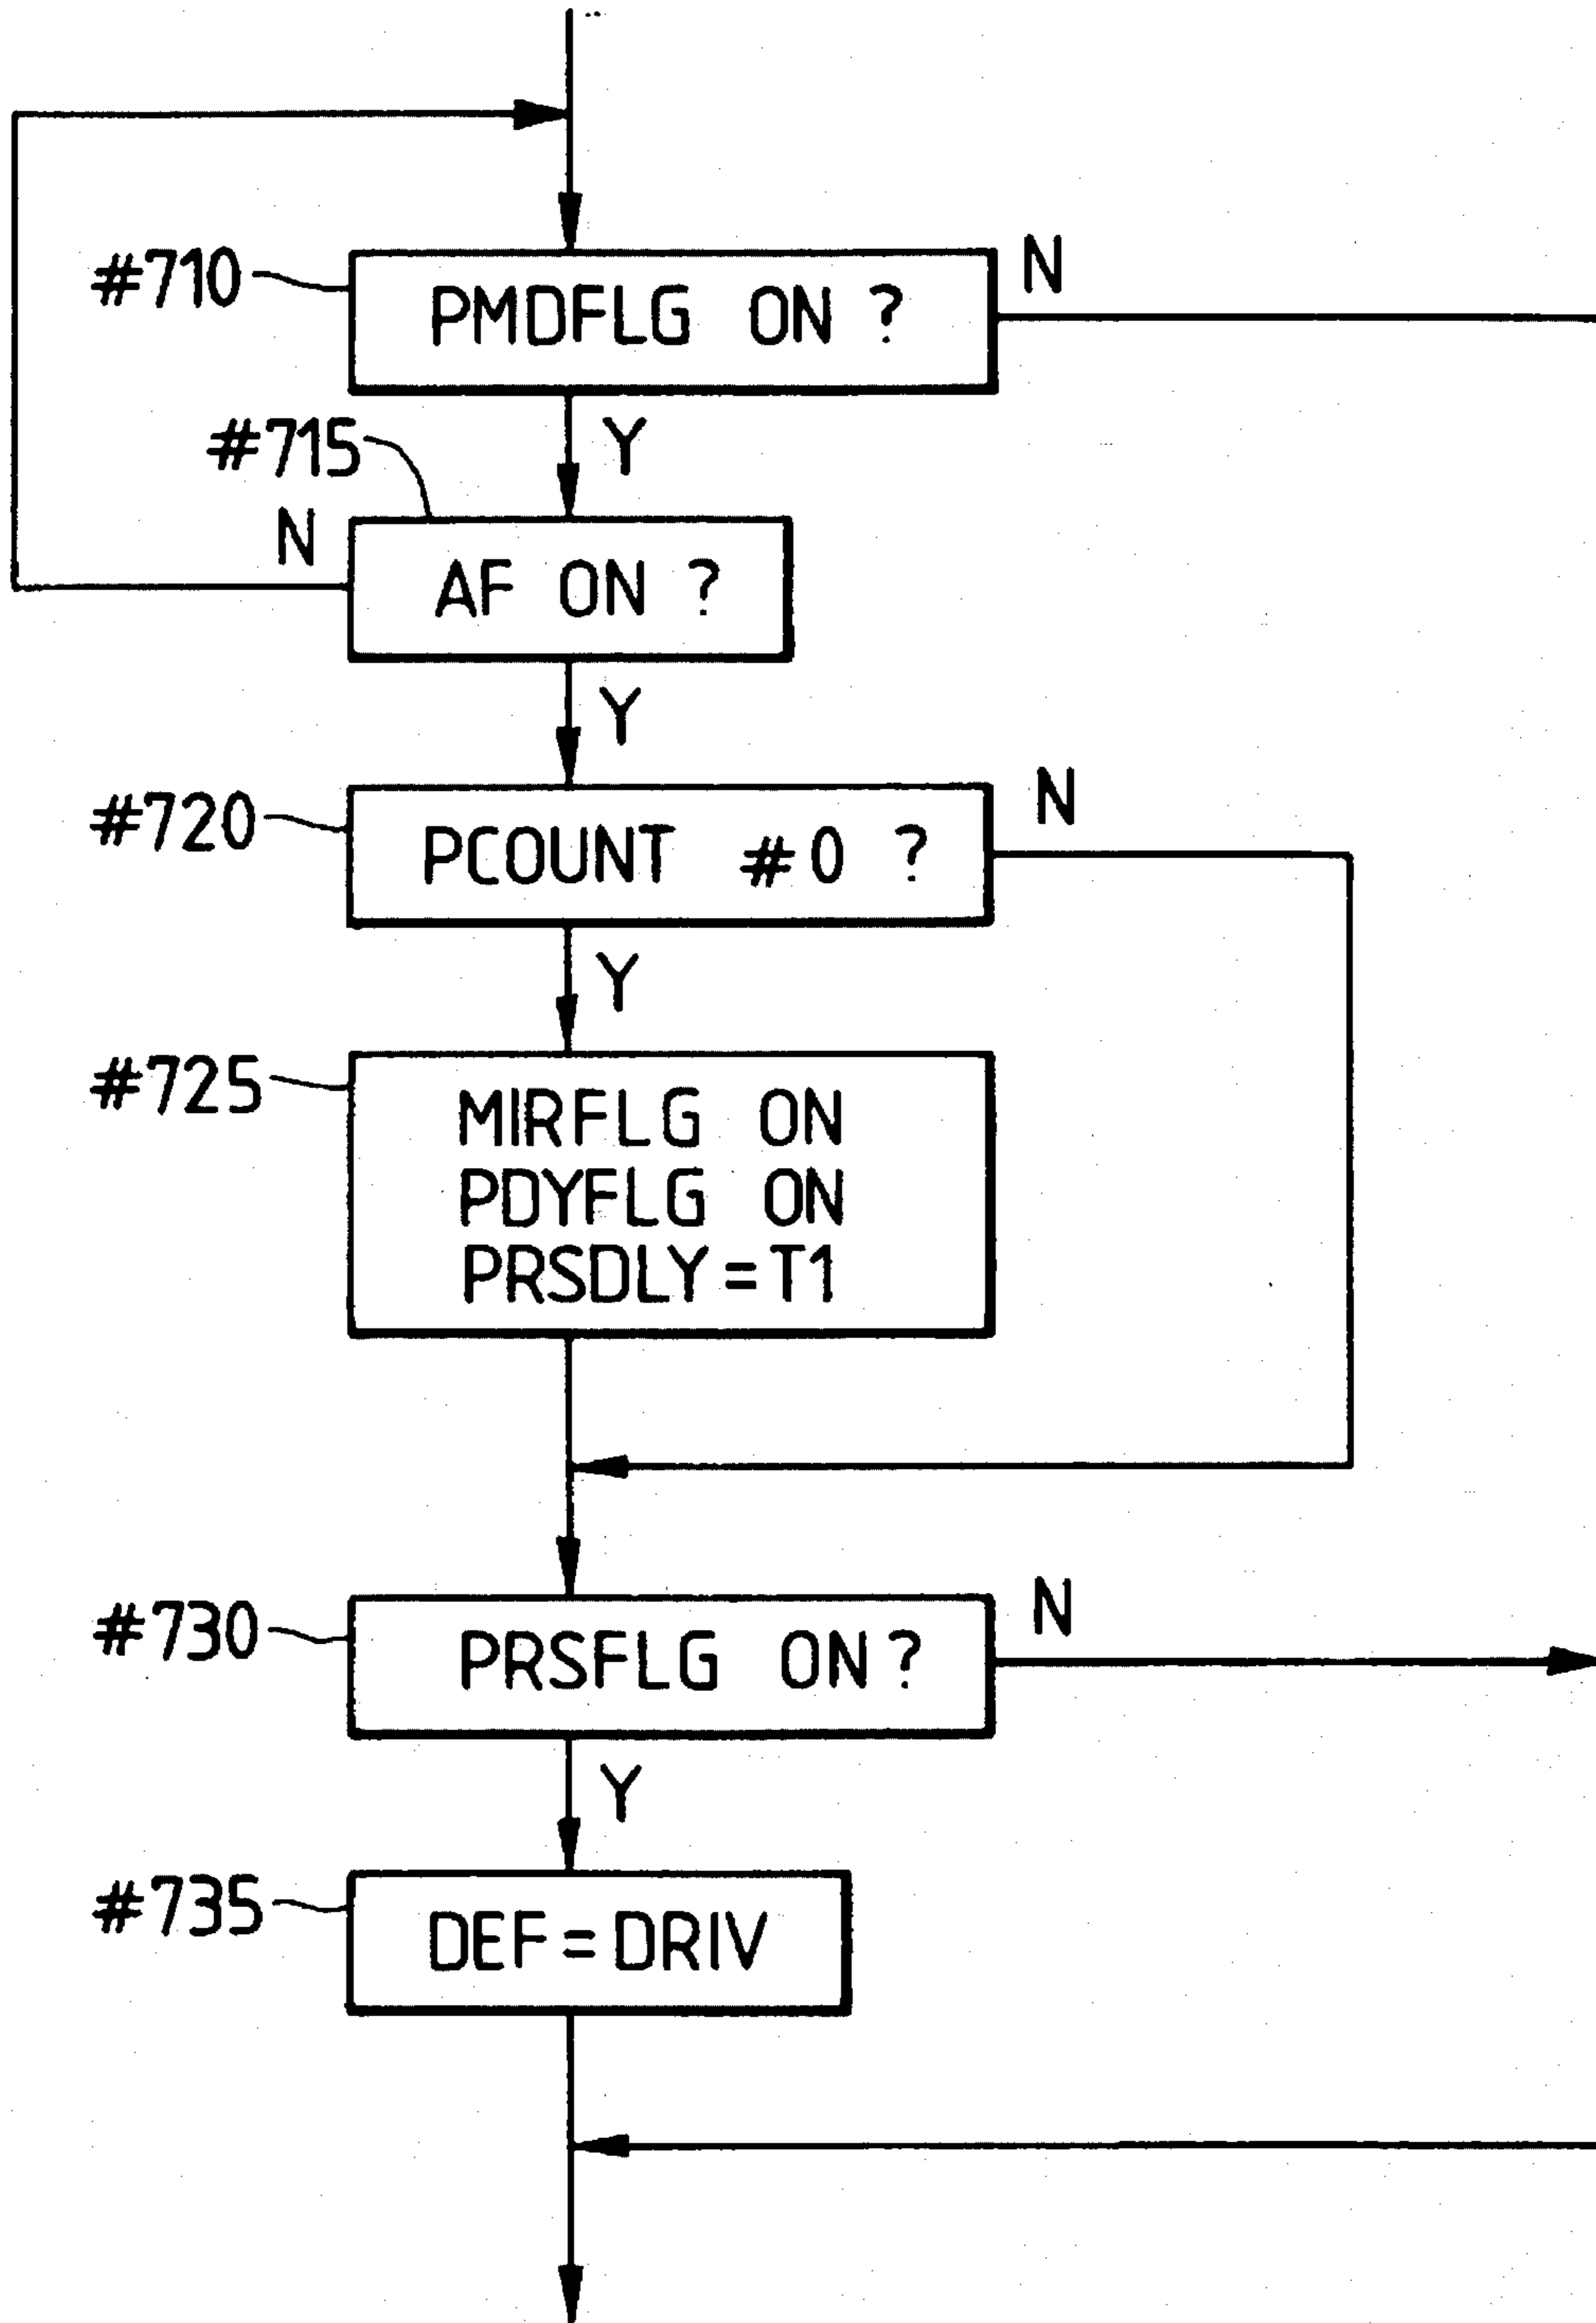 #710
PMDFLG ON ?
N
#715
Y
N
AF ON ?
Y
#720
PCOUNT #0 ?
N
Y
#725
MIRFLG ON
PDYFLG ON
PRSDLY=T1
#730
PRSFLG ON?
N
Y
#735
DEF=DRIV